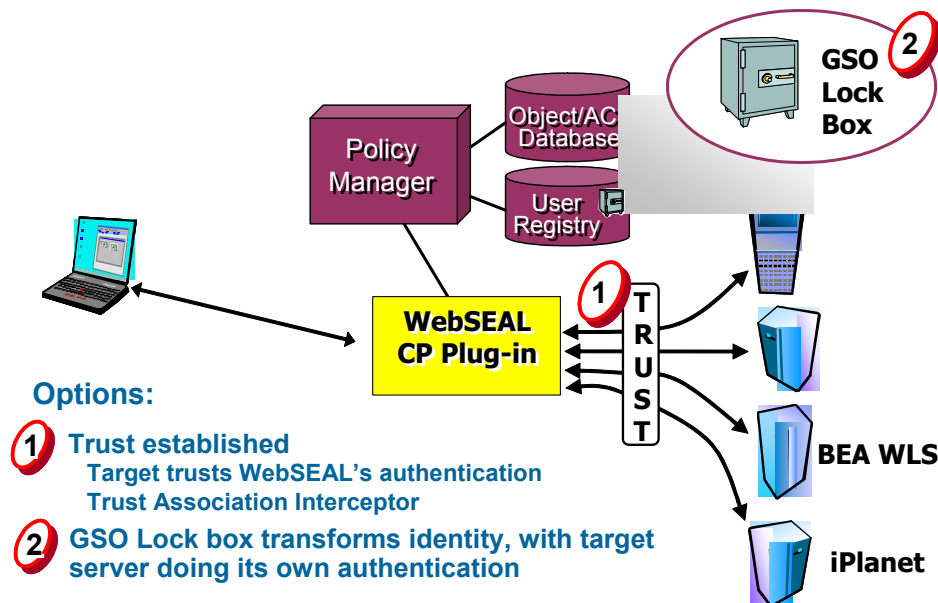 2
GSO
Lock
Box
Object/AC
Database
Policy
Manager
User
Registry
1
T
R
U
S
T
WebSEAL
CP Plug-in
BEA WLS
iPlanet
Options:
1 Trust established
Target trusts WebSEAL's authentication
Trust Association Interceptor
2 GSO Lock box transforms identity, with target
server doing its own authentication